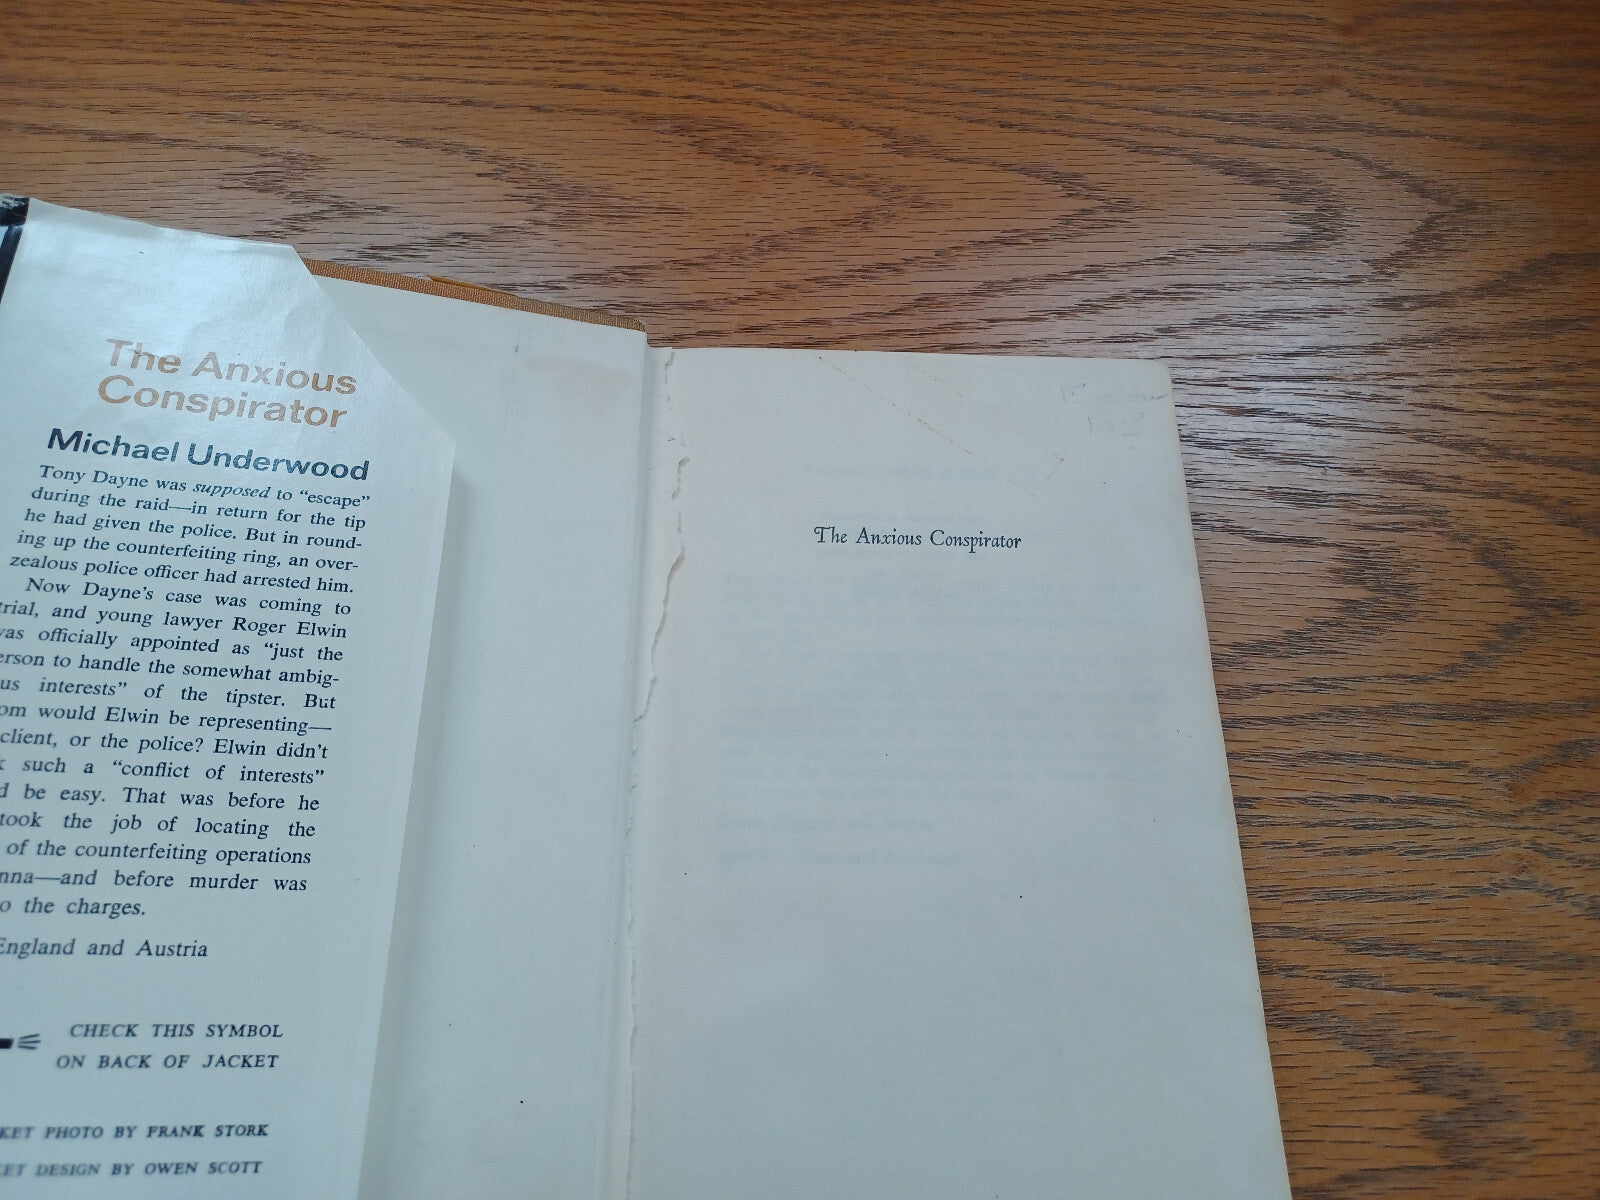 The Anxious
Conspirator
Michael Underwood
Tony Dayne was supposed to “escape”
during the raid—in return for the tip
he had given the police. But in round-
ing up the counterfeiting ring, an over-
zealous police officer had arrested him.
Now Dayne's case was coming to
trial, and young lawyer Roger Elwin
was officially appointed as “just the
erson to handle the somewhat ambig-
us interests” of the tipster. But
om would Elwin be representing—
client, or the police? Elwin didn't
k such a “conflict of interests”
d be easy. That was before he
took the job of locating the
of the counterfeiting operations
nna—and before murder was
o the charges.
England and Austria
CHECK THIS SYMBOL
ON BACK OF JACKET
KET PHOTO BY FRANK STORK
ET DESIGN BY OWEN SCOTT
The Anxious Conspirator